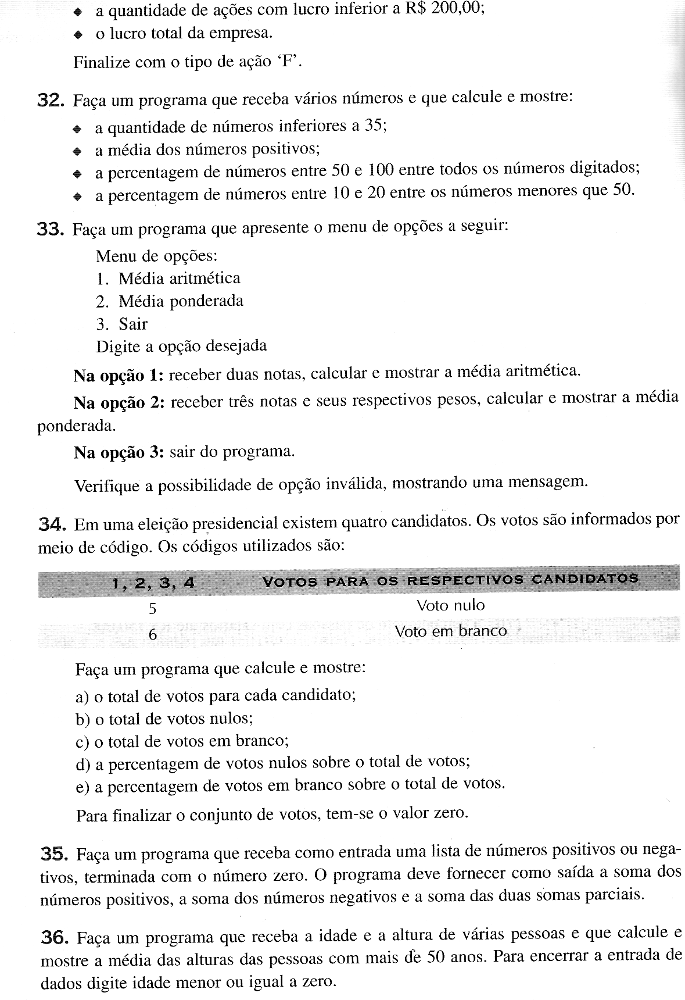 ◆ a quantidade de ações com lucro inferior a R$ 200,00;
◆ o lucro total da empresa.
Finalize com o tipo de ação ‘F’.
32. Faça um programa que receba vários números e que calcule e mostre:
◆ a quantidade de números inferiores a 35;
◆ a média dos números positivos;
◆ a percentagem de números entre 50 e 100 entre todos os números digitados;
◆ a percentagem de números entre 10 e 20 entre os números menores que 50.
33. Faça um programa que apresente o menu de opções a seguir:
Menu de opções:
1. Média aritmética
2. Média ponderada
3. Sair
Digite a opção desejada
Na opção 1: receber duas notas, calcular e mostrar a média aritmética.
Na opção 2: receber três notas e seus respectivos pesos, calcular e mostrar a média
ponderada.
Na opção 3: sair do programa.
Verifique a possibilidade de opção inválida, mostrando uma mensagem.
34. Em uma eleição presidencial existem quatro candidatos. Os votos são informados por
meio de código. Os códigos utilizados são:
1, 2, 3, 4 VOTOS PARA OS RESPECTIVOS CANDIDATOS
5 Voto nulo
6 Voto em branco
Faça um programa que calcule e mostre:
a) o total de votos para cada candidato;
b) o total de votos nulos;
c) o total de votos em branco;
d) a percentagem de votos nulos sobre o total de votos;
e) a percentagem de votos em branco sobre o total de votos.
Para finalizar o conjunto de votos, tem-se o valor zero.
35. Faça um programa que receba como entrada uma lista de números positivos ou nega-
tivos, terminada com o número zero. O programa deve fornecer como saída a soma dos
números positivos, a soma dos números negativos e a soma das duas somas parciais.
36. Faça um programa que receba a idade e a altura de várias pessoas e que calcule e
mostre a média das alturas das pessoas com mais de 50 anos. Para encerrar a entrada de
dados digite idade menor ou igual a zero.